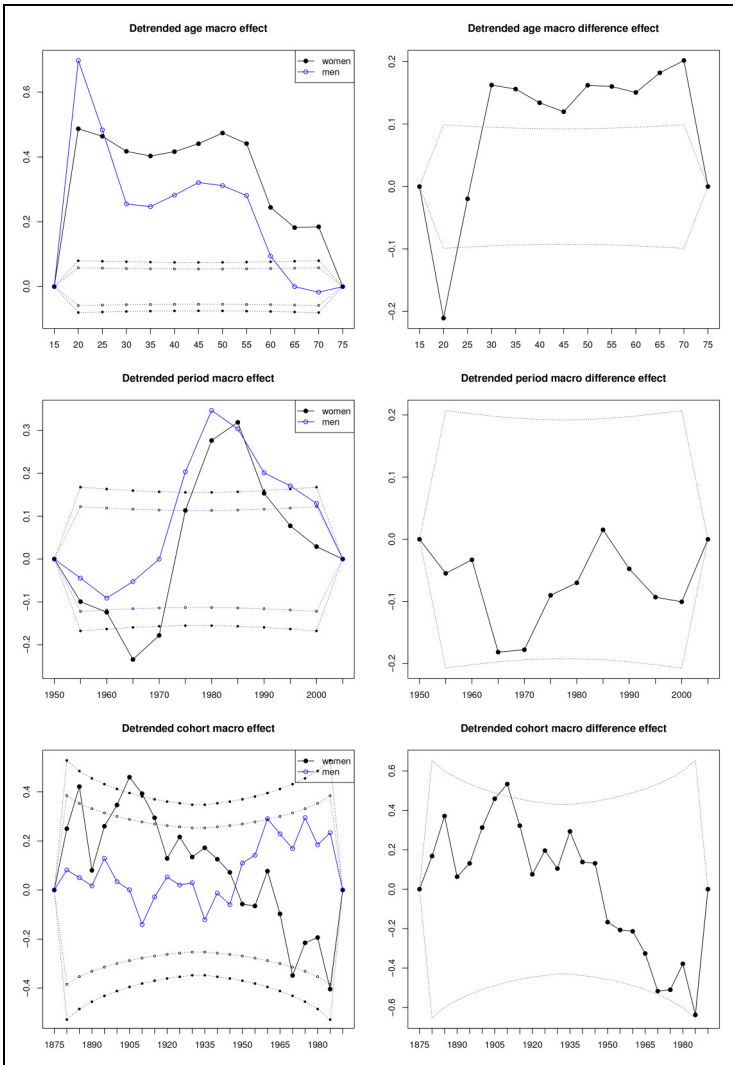 Detrended age macro effect
women
men
0.6
0.4
0.2
0.0
15 20 25 30 35 40 45 50 55 60 65 70 75
Detrended age macro difference effect
0.2
0.1
0.0
−0.1
−0.2
15 20 25 30 35 40 45 50 55 60 65 70 75
Detrended period macro effect
women
men
0.3
0.2
0.1
0.0
−0.1
−0.2
1950 1960 1970 1980 1990 2000
Detrended period macro difference effect
0.2
0.1
0.0
−0.1
−0.2
1950 1960 1970 1980 1990 2000
Detrended cohort macro effect
women
men
0.4
0.2
0.0
−0.2
−0.4
1875 1890 1905 1920 1935 1950 1965 1980
Detrended cohort macro difference effect
0.6
0.4
0.2
0.0
−0.2
−0.4
−0.6
1875 1890 1905 1920 1935 1950 1965 1980